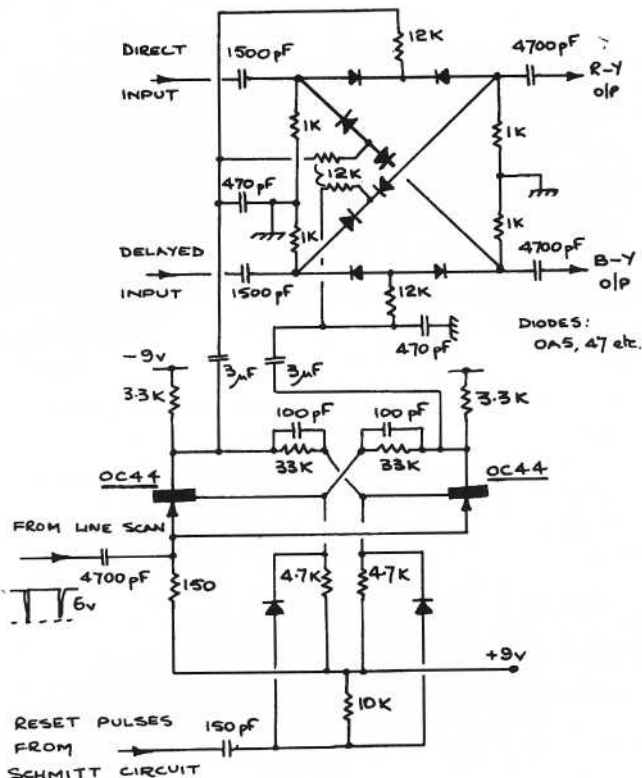 DIRECT
INPUT
1500pF
12K
4700pF
R-Y
O/P
1K
1K
12K
470pF
1K
1K
DELAYED
INPUT
1500pF
4700pF
B-Y
O/P
12K
470pF
DIODES:
OA5, 47 etc.
-9v
3μF
3μF
3.3K
3.3K
100pF
100pF
33K
33K
OC44
OC44
FROM LINE SCAN
4700pF
6v
150
4.7K
4.7K
+9v
10K
RESET PULSES
FROM
SCHMITT CIRCUIT
150pF